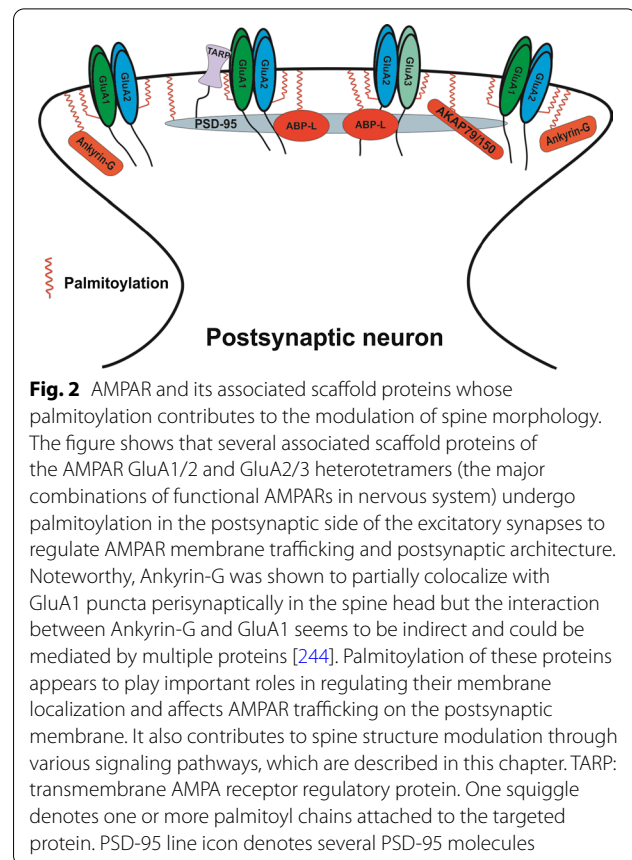 TARP
GluA1
GluA2
GluA1
GluA2
GluA2
GluA3
GluA1
GluA2
PSD-95
ABP-L
ABP-L
AKAP79/150
Ankyrin-G
Ankyrin-G
Palmitoylation
Postsynaptic neuron
Fig. 2 AMPAR and its associated scaffold proteins whose
palmitoylation contributes to the modulation of spine morphology.
The figure shows that several associated scaffold proteins of
the AMPAR GluA1/2 and GluA2/3 heterotetramers (the major
combinations of functional AMPARs in nervous system) undergo
palmitoylation in the postsynaptic side of the excitatory synapses to
regulate AMPAR membrane trafficking and postsynaptic architecture.
Noteworthy, Ankyrin-G was shown to partially colocalize with
GluA1 puncta perisynaptically in the spine head but the interaction
between Ankyrin-G and GluA1 seems to be indirect and could be
mediated by multiple proteins [244]. Palmitoylation of these proteins
appears to play important roles in regulating their membrane
localization and affects AMPAR trafficking on the postsynaptic
membrane. It also contributes to spine structure modulation through
various signaling pathways, which are described in this chapter. TARP:
transmembrane AMPA receptor regulatory protein. One squiggle
denotes one or more palmitoyl chains attached to the targeted
protein. PSD-95 line icon denotes several PSD-95 molecules